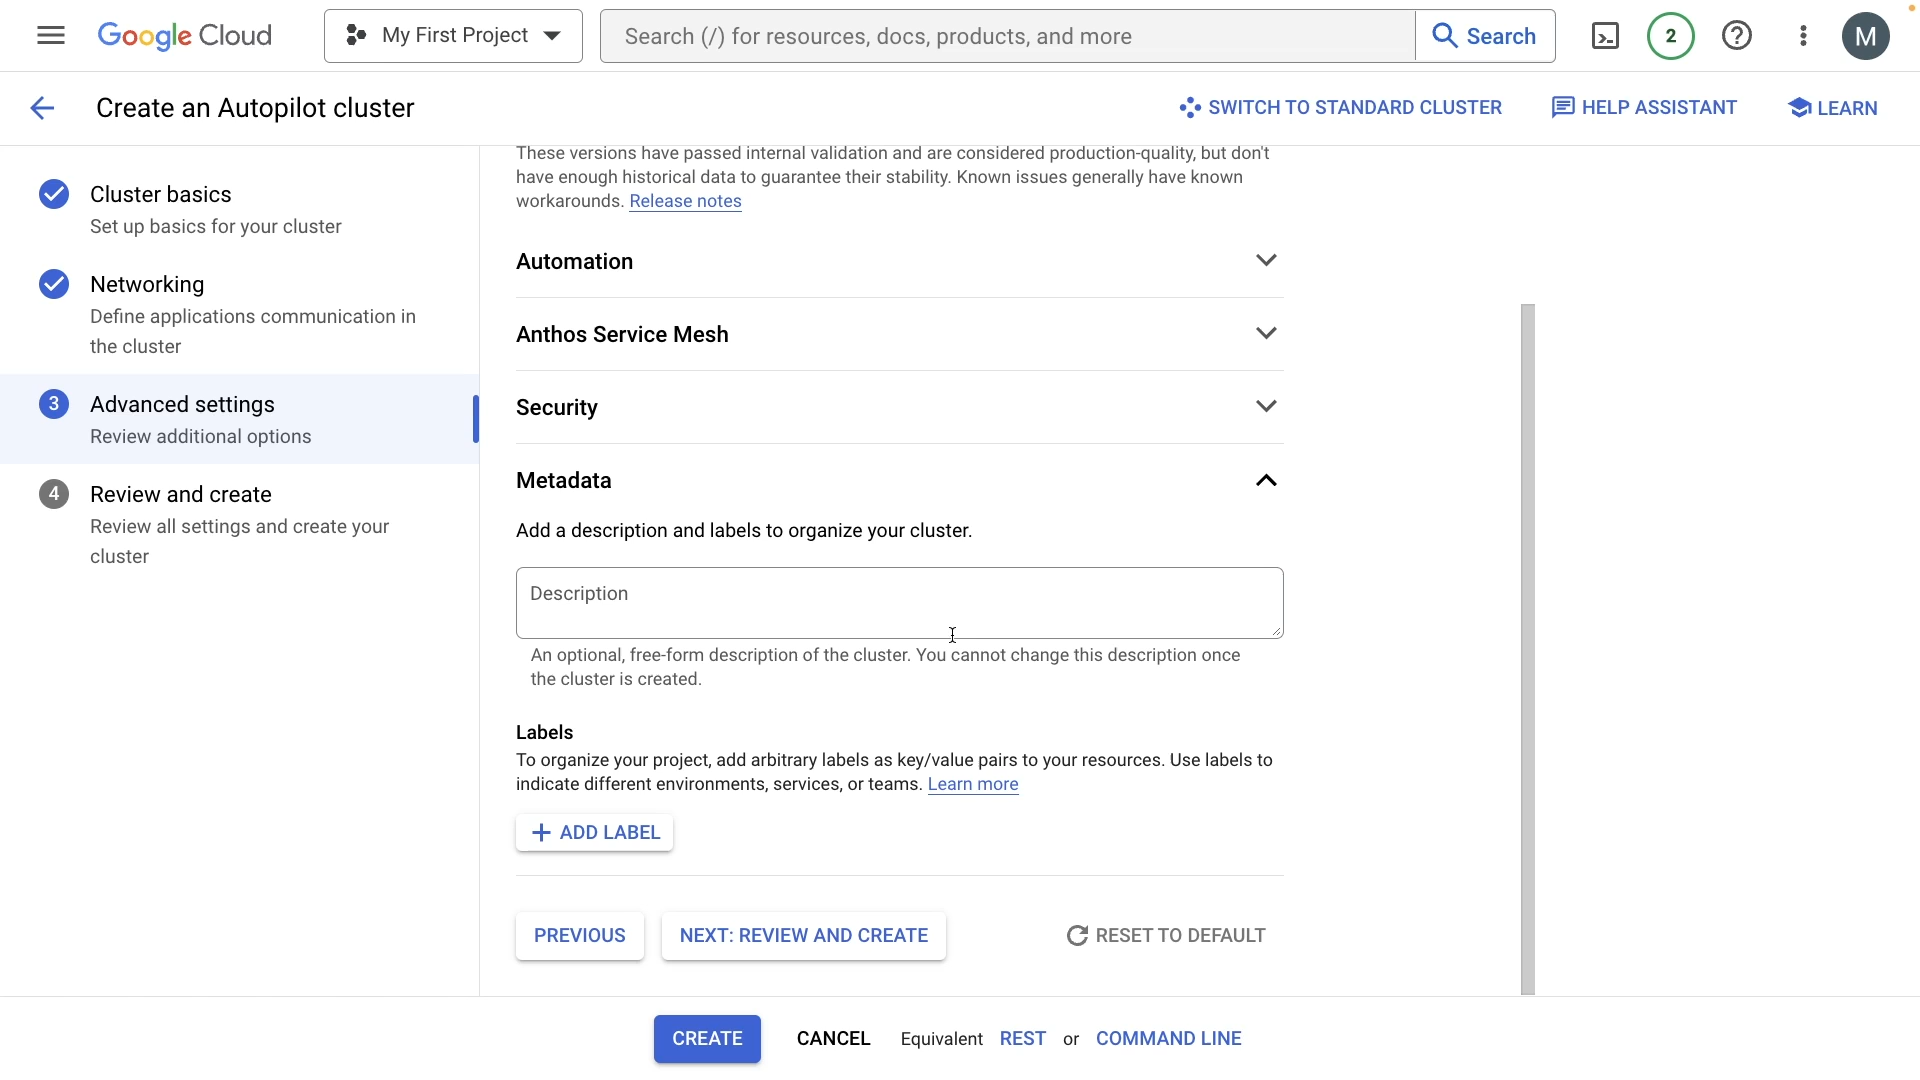 Google Cloud
My First Project
Search (/) for resources, docs, products, and more
Search
2
M
Create an Autopilot cluster
SWITCH TO STANDARD CLUSTER
HELP ASSISTANT
LEARN
Cluster basics
Set up basics for your cluster
Networking
Define applications communication in
the cluster
3
Advanced settings
Review additional options
4
Review and create
Review all settings and create your
cluster
These versions have passed internal validation and are considered production-quality, but don't
have enough historical data to guarantee their stability. Known issues generally have known
workarounds. Release notes
Automation
Anthos Service Mesh
Security
Metadata
Add a description and labels to organize your cluster.
Description
An optional, free-form description of the cluster. You cannot change this description once
the cluster is created.
Labels
To organize your project, add arbitrary labels as key/value pairs to your resources. Use labels to
indicate different environments, services, or teams. Learn more
ADD LABEL
PREVIOUS
NEXT: REVIEW AND CREATE
RESET TO DEFAULT
CREATE
CANCEL
Equivalent REST or COMMAND LINE